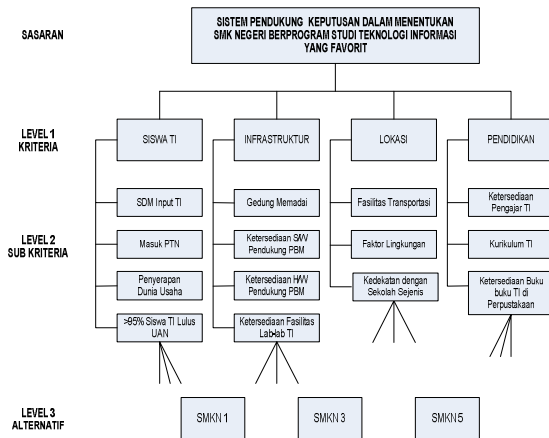 SASARAN
SISTEM PENDUKUNG KEPUTUSAN DALAM MENENTUKAN
SMK NEGERI BERPROGRAM STUDI TEKNOLOGI INFORMASI
YANG FAVORIT
LEVEL 1
KRITERIA
SISWA TI
INFRASTRUKTUR
LOKASI
PENDIDIKAN
LEVEL 2
SUB KRITERIA
SDM Input TI
Masuk PTN
Penyerapan
Dunia Usaha
>95% Siswa TI Lulus
UAN
Gedung Memadai
Ketersediaan S/W
Pendukung PBM
Ketersediaan H/W
Pendukung PBM
Ketersediaan Fasilitas
Lab-lab TI
Fasilitas Transportasi
Faktor Lingkungan
Kedekatan dengan
Sekolah Sejenis
Ketersediaan
Pengajar TI
Kurikulum TI
Ketersediaan Buku
buku TI di
Perpustakaan
LEVEL 3
ALTERNATIF
SMKN 1
SMKN 3
SMKN 5